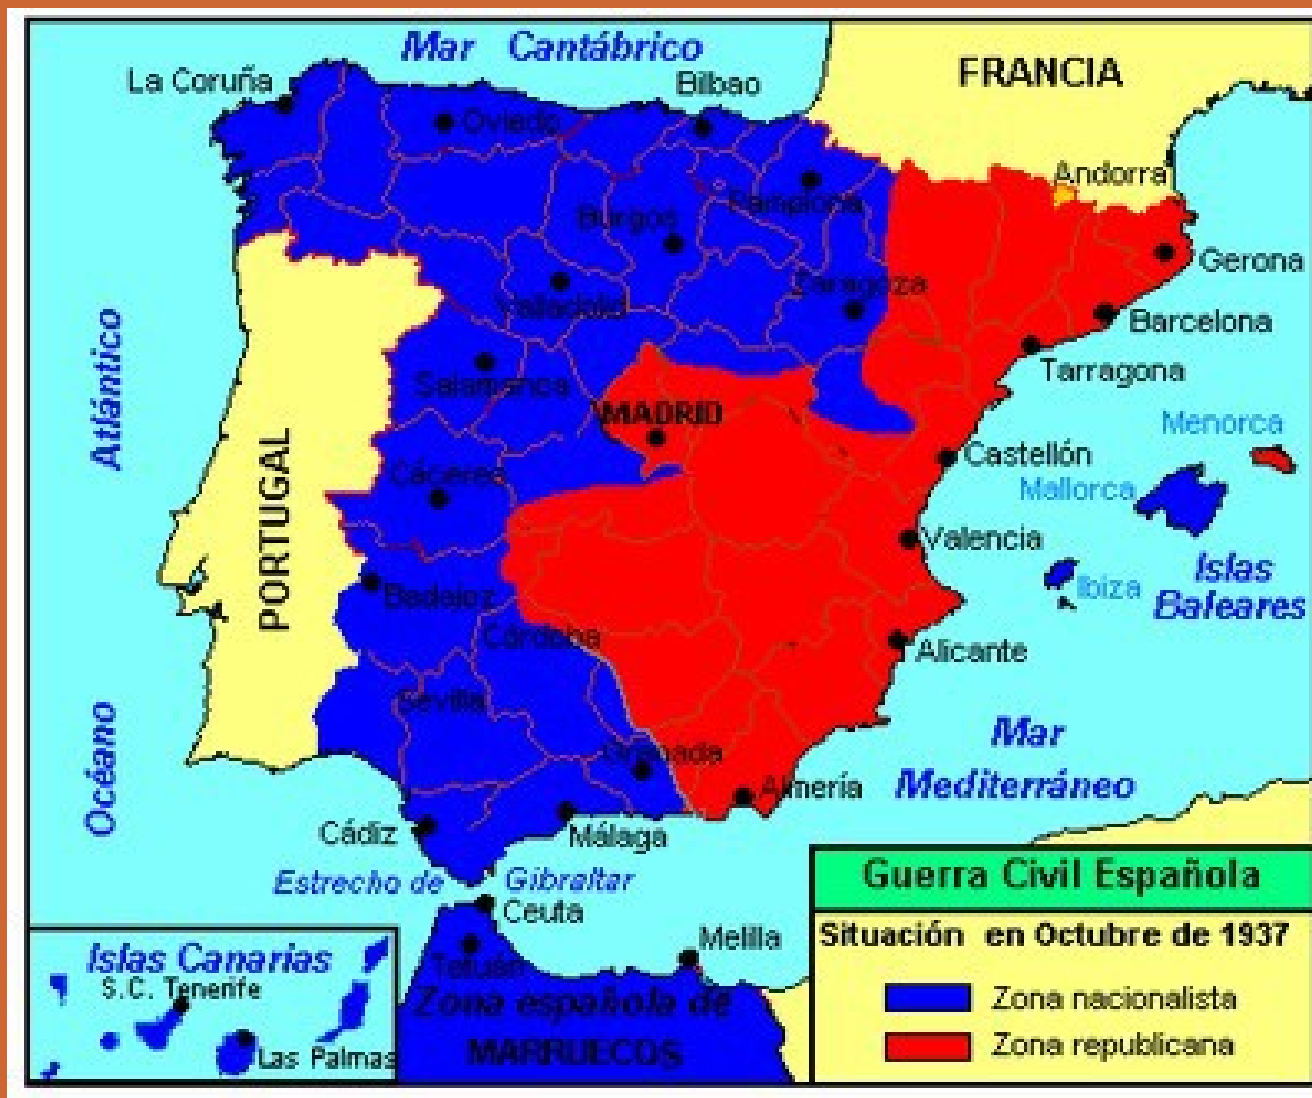 Mar Cantábrico
La Coruña
Bilbao
FRANCIA
Oviedo
Andorra
Pamplona
Burgos
Gerona
Zaragoza
Valladolid
Barcelona
Atlántico
Tarragona
Salamanca
MADRID
Menorca
PORTUGAL
Cáceres
Castellón
Mallorca
Valencia
Islas
Baleares
Ibiza
Badajoz
Córdoba
Alicante
Sevilla
Océano
Mar
Mediterráneo
Granada
Almería
Cádiz
Málaga
Estrecho de Gibraltar
Ceuta
Melilla
Tetuán
Zona española de
MARRUECOS
Islas Canarias
S.C. Tenerife
Las Palmas
Guerra Civil Española
Situación en Octubre de 1937
Zona nacionalista
Zona republicana